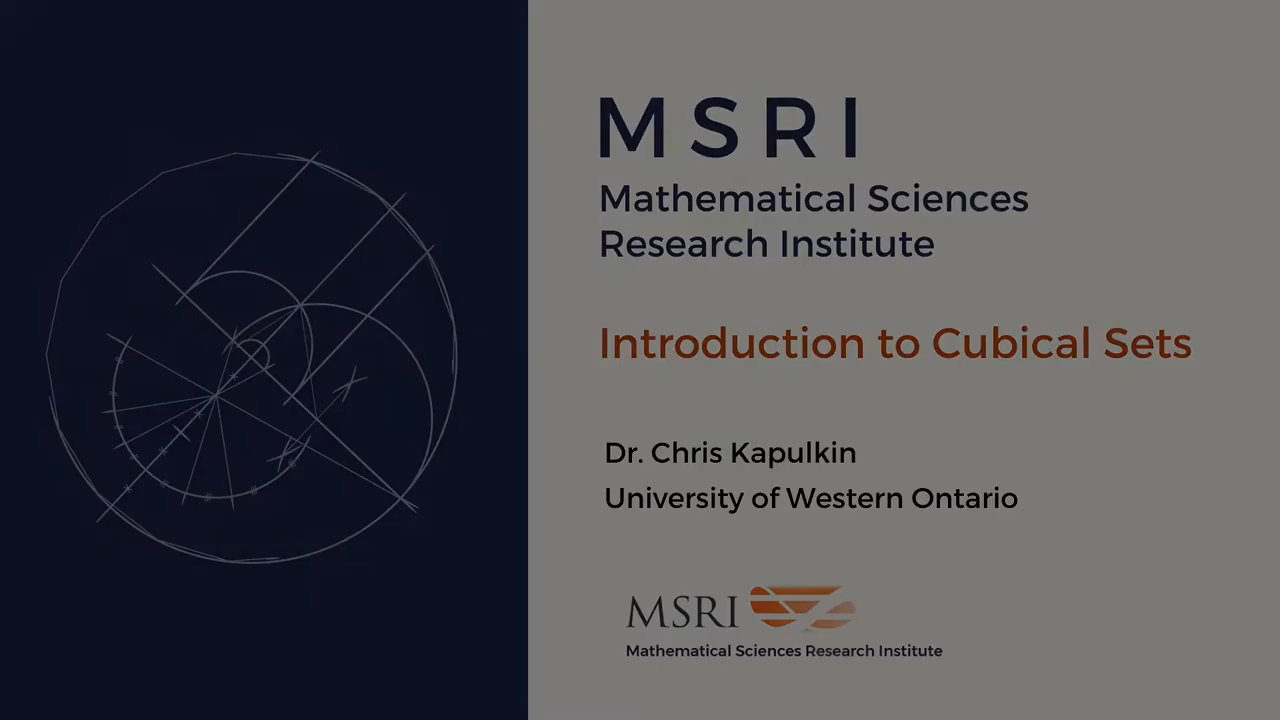 MSRI
Mathematical Sciences
Research Institute
Introduction to Cubical Sets
Dr. Chris Kapulkin
University of Western Ontario
MSRI
Mathematical Sciences Research Institute